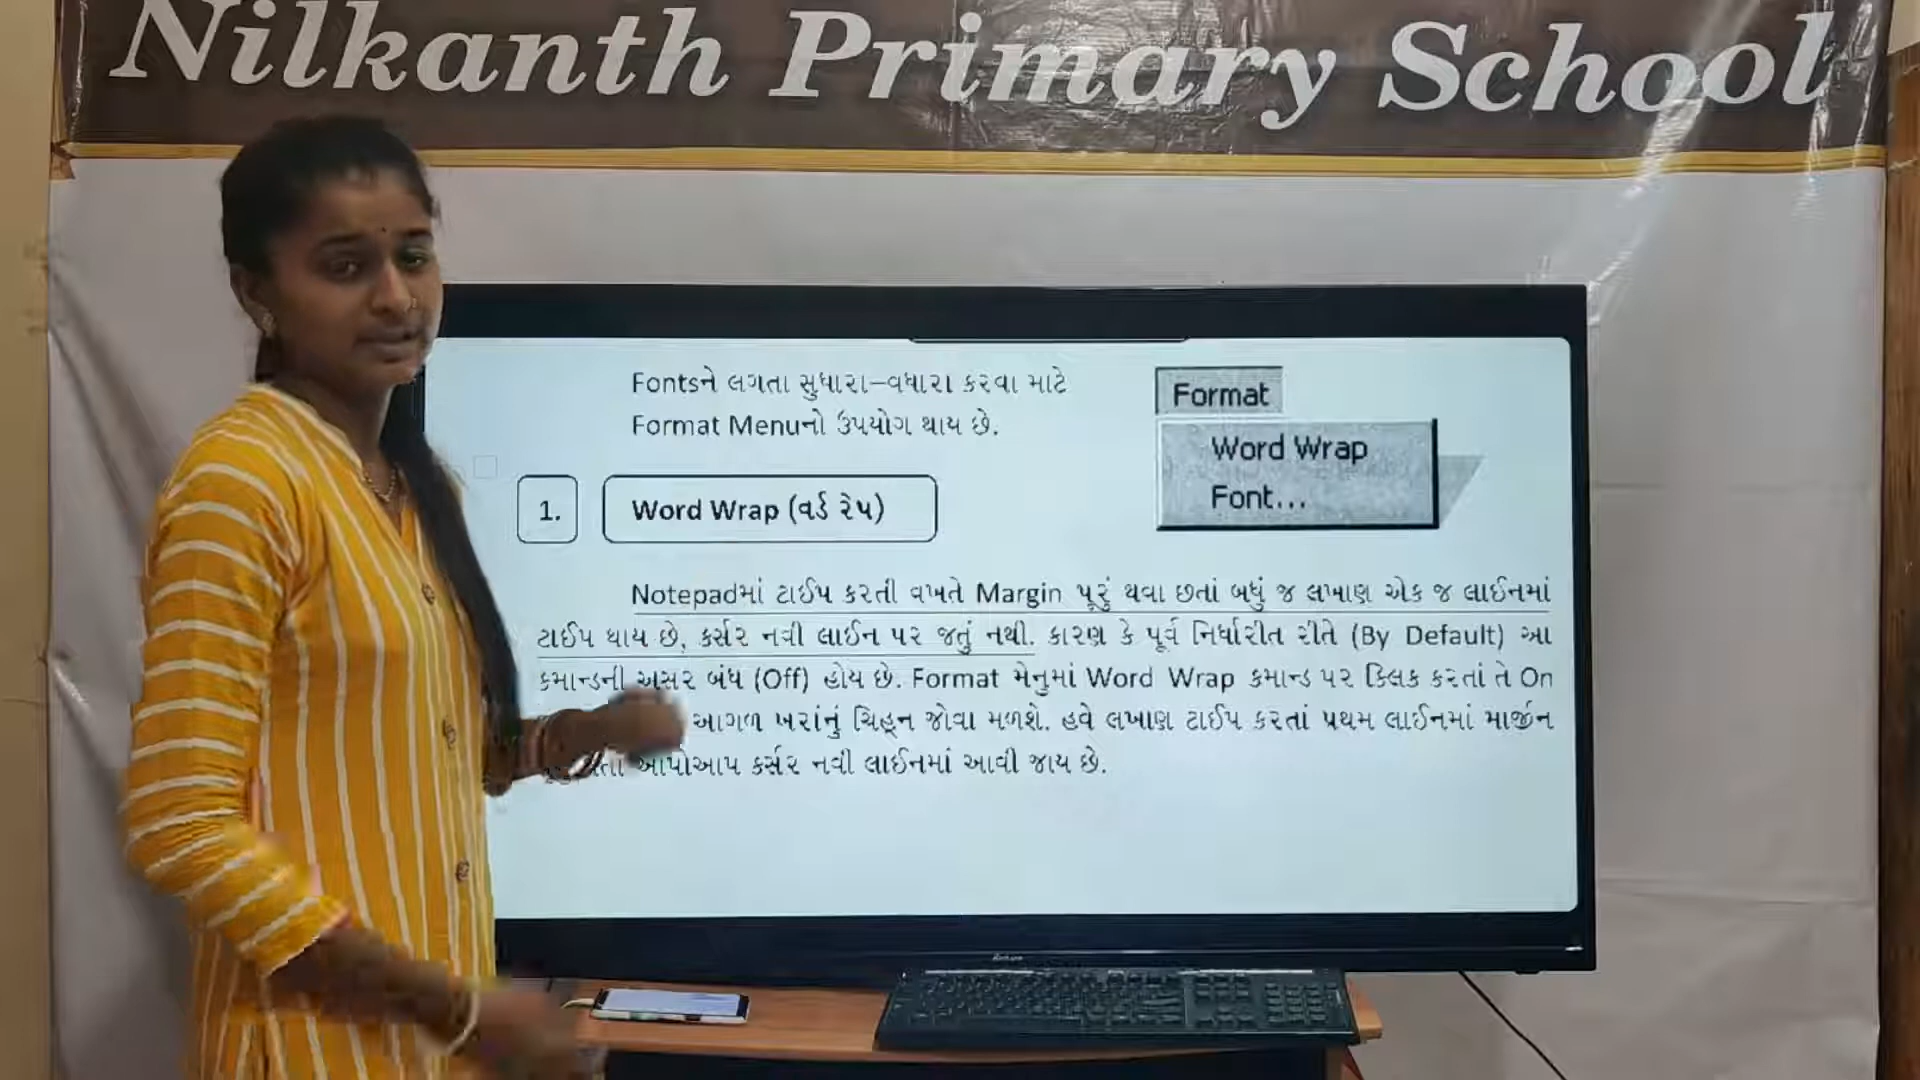 Nilkanth Primary School
Fontsને લગતા સુધારા–વધારા કરવા માટે
Format Menuનો ઉપયોગ થાય છે.
Format
Word Wrap
Font...
1.
Word Wrap (વર્ડ રેપ)
Notepadમાં ટાઈપ કરતી વખતે Margin પૂરું થવા છતાં બધું જ લખાણ એક જ લાઈનમાં
ટાઈપ થાય છે, કર્સર નવી લાઈન પર જતું નથી. કારણ કે પૂર્વ નિર્ધારીત રીતે (By Default) આ
કમાન્ડની અસર બંધ (Off) હોય છે. Format મેનુમાં Word Wrap કમાન્ડ પર ક્લિક કરતાં તે On
આગળ ખરાંનું ચિહ્ન જોવા મળશે. હવે લખાણ ટાઈપ કરતાં પ્રથમ લાઈનમાં માર્જીન
આપોઆપ કર્સર નવી લાઈનમાં આવી જાય છે.